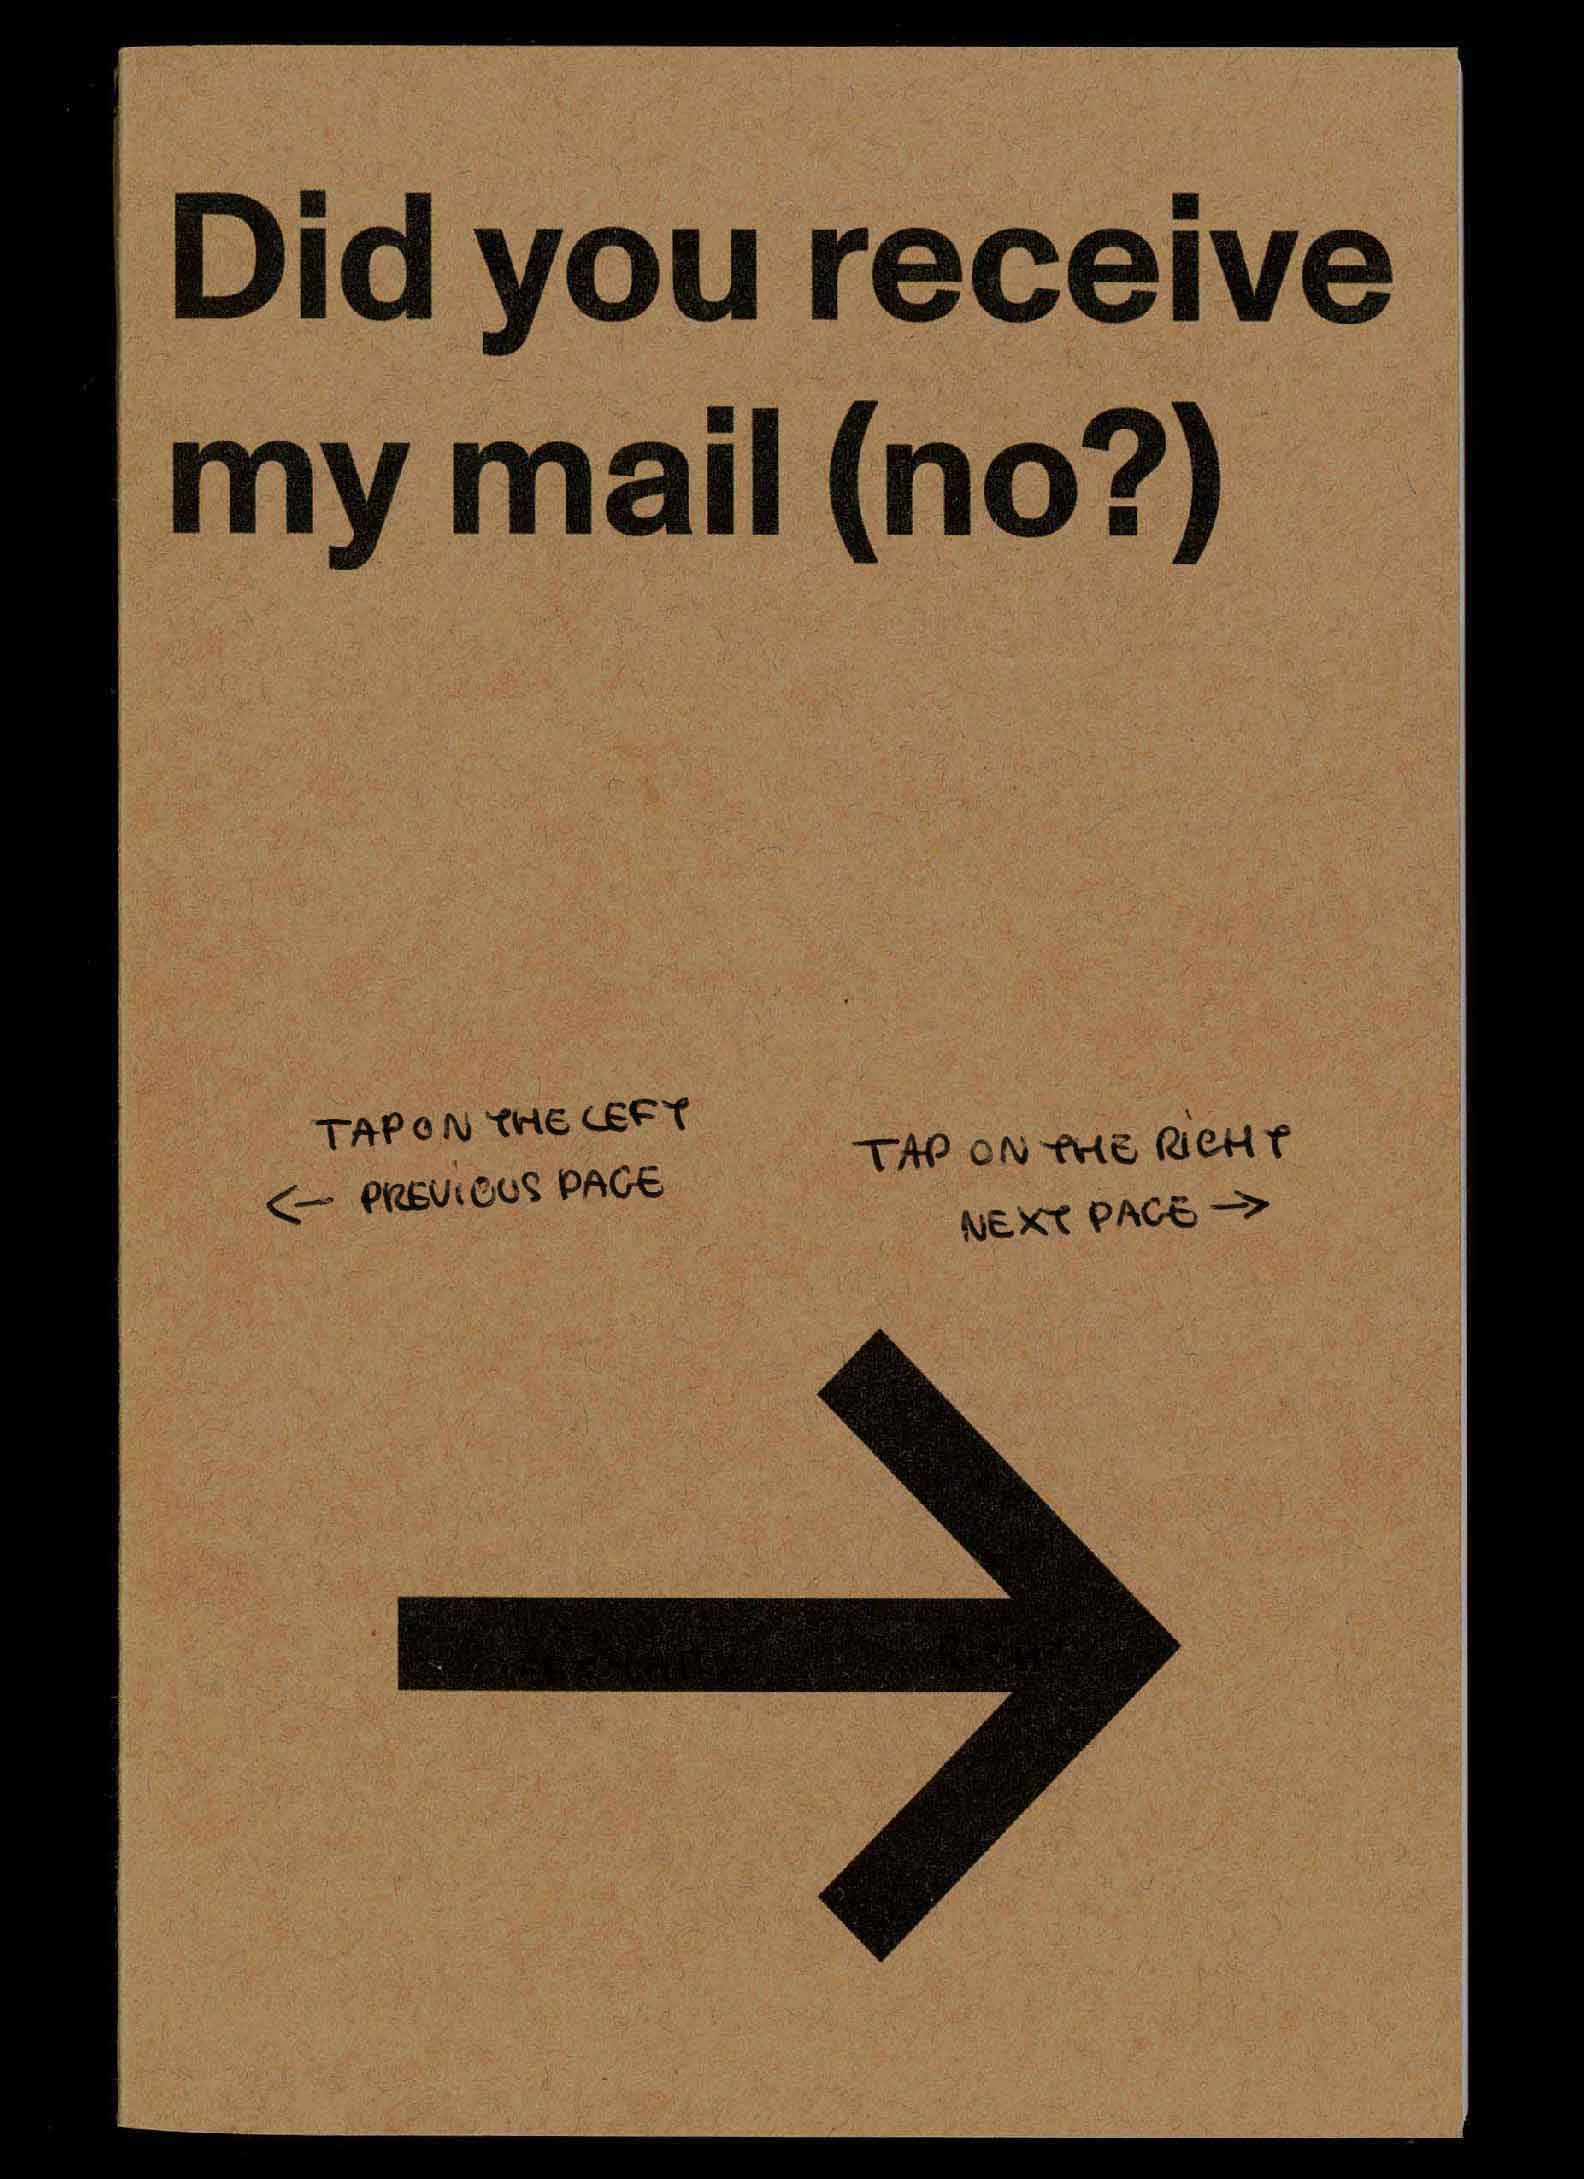 Did you receive
my mail (no?)
TAP ON THE LEFT
← PREVIOUS PAGE
TAP ON THE RIGHT
NEXT PAGE →